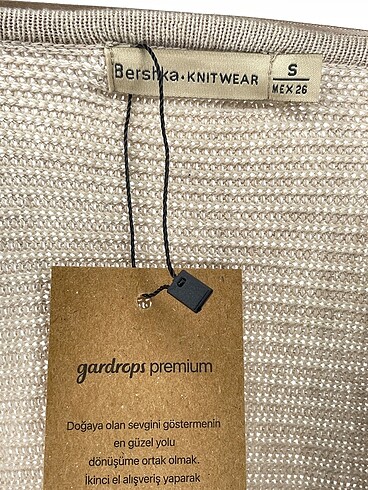 Bershka•KNITWEAR
S
MEX 26
gardrops premium
Doğaya olan sevgini göstermenin
en güzel yolu
dönüşüme ortak olmak.
İkinci el alışveriş yaparak